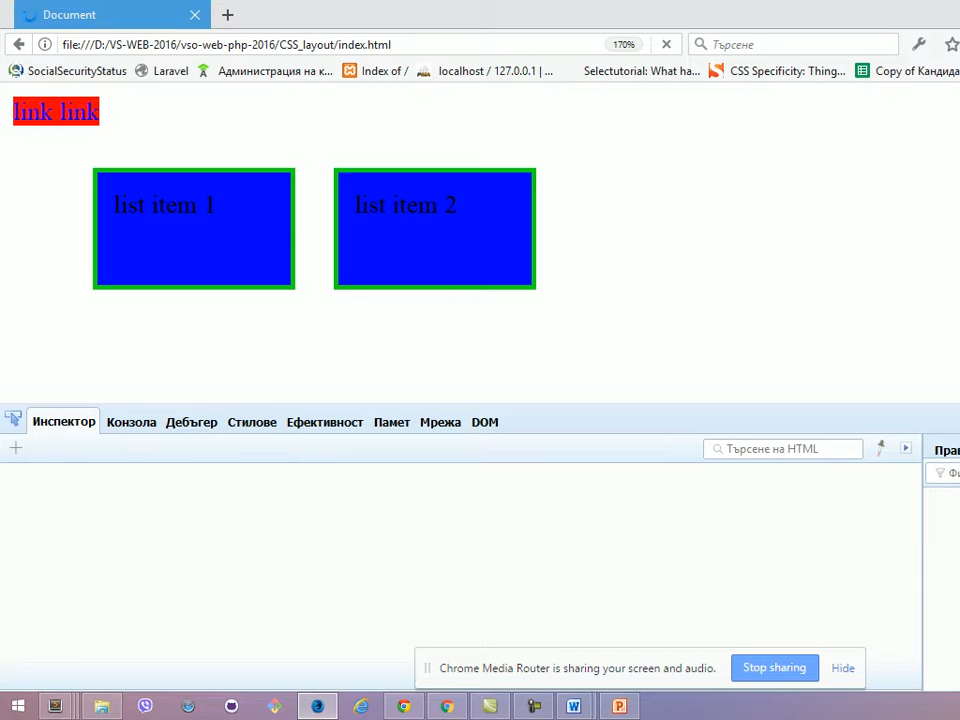 Document
file:///D:/VS-WEB-2016/vso-web-php-2016/CSS_layout/index.html 170% Търсене
SocialSecurityStatus Laravel Администрация на к... Index of / localhost / 127.0.0.1 | ... Selectutorial: What ha... CSS Specificity: Thing... Copy of Кандида
link link
list item 1 list item 2
Инспектор Конзола Дебъгер Стилове Ефективност Памет Мрежа DOM
Търсене на HTML Прав
Фи
Chrome Media Router is sharing your screen and audio. Stop sharing Hide